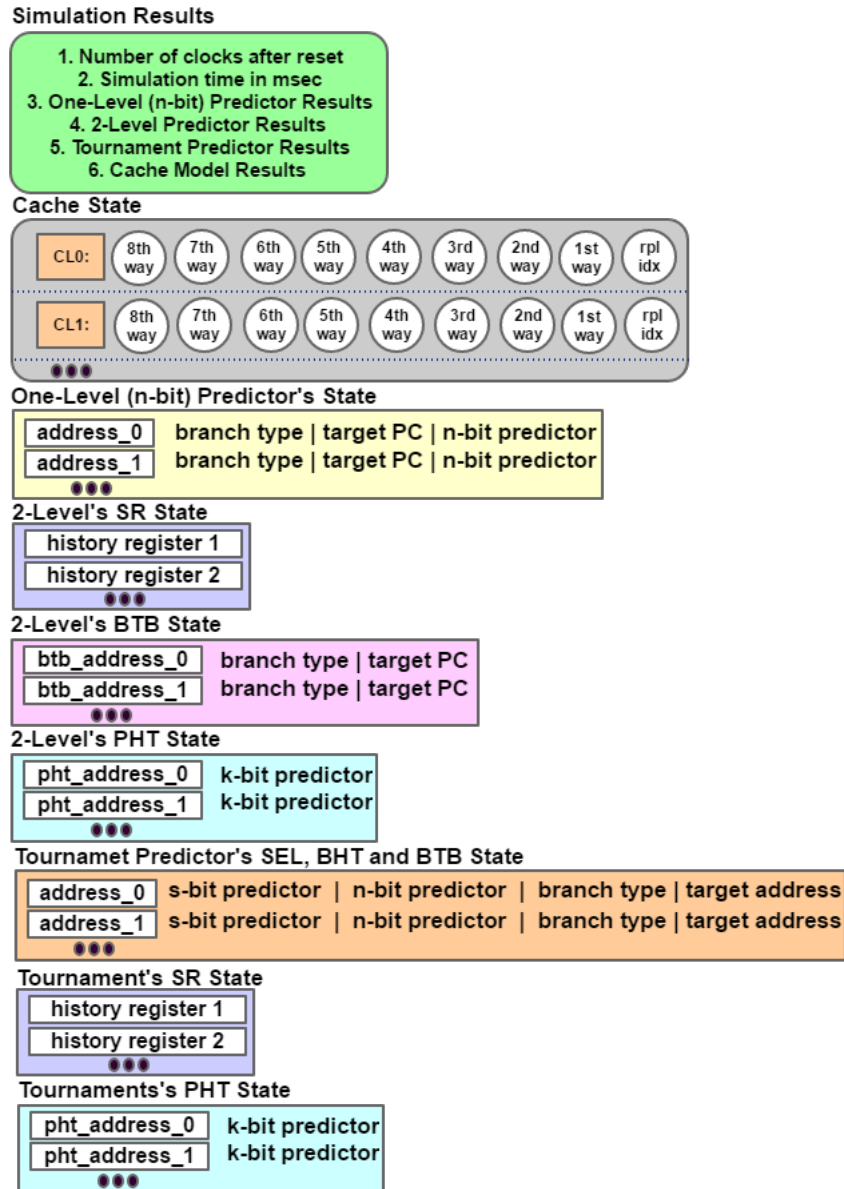 Simulation Results
1. Number of clocks after reset
2. Simulation time in msec
3. One-Level (n-bit) Predictor Results
4. 2-Level Predictor Results
5. Tournament Predictor Results
6. Cache Model Results
Cache State
CL0: 8th way 7th way 6th way 5th way 4th way 3rd way 2nd way 1st way rpl idx
CL1: 8th way 7th way 6th way 5th way 4th way 3rd way 2nd way 1st way rpl idx
One-Level (n-bit) Predictor's State
address_0 branch type | target PC | n-bit predictor
address_1 branch type | target PC | n-bit predictor
2-Level's SR State
history register 1
history register 2
2-Level's BTB State
btb_address_0 branch type | target PC
btb_address_1 branch type | target PC
2-Level's PHT State
pht_address_0 k-bit predictor
pht_address_1 k-bit predictor
Tournamet Predictor's SEL, BHT and BTB State
address_0 s-bit predictor | n-bit predictor | branch type | target address
address_1 s-bit predictor | n-bit predictor | branch type | target address
Tournament's SR State
history register 1
history register 2
Tournaments's PHT State
pht_address_0 k-bit predictor
pht_address_1 k-bit predictor